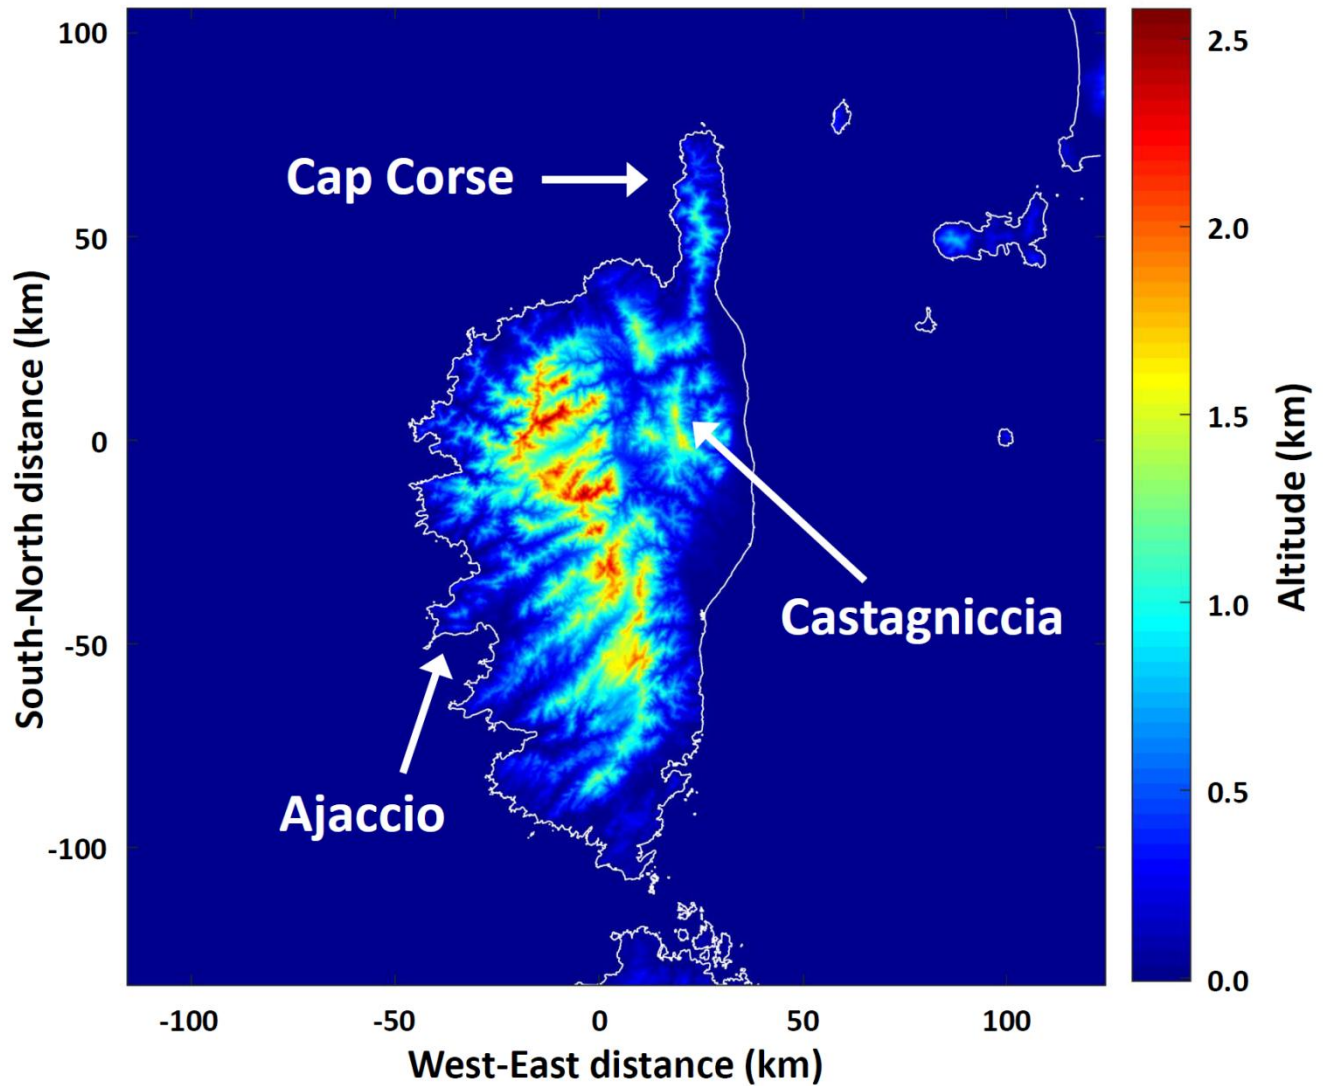 100
50
0
-50
-100
South-North distance (km)
Cap Corse
Castagniccia
Ajaccio
-100
-50
0
50
100
West-East distance (km)
2.5
2.0
1.5
1.0
0.5
0.0
Altitude (km)